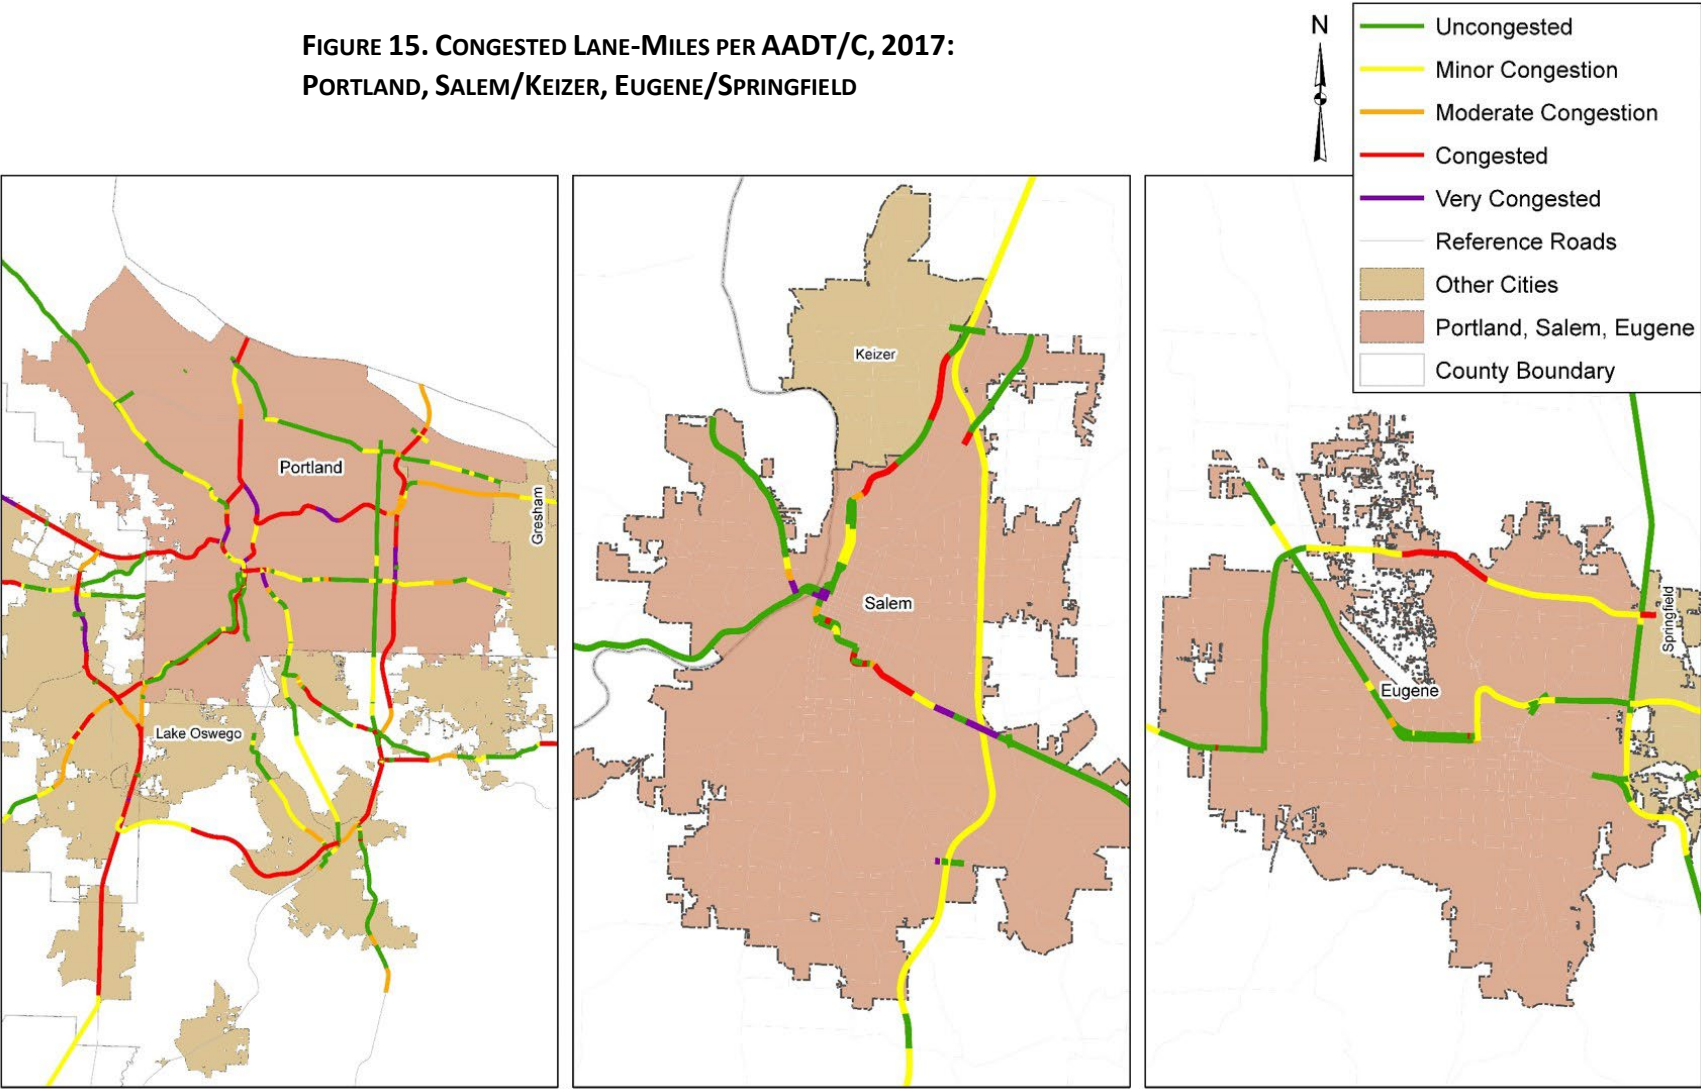 FIGURE 15. CONGESTED LANE-MILES PER AADT/C, 2017:
PORTLAND, SALEM/KEIZER, EUGENE/SPRINGFIELD
N
Uncongested
Minor Congestion
Moderate Congestion
Congested
Very Congested
Reference Roads
Other Cities
Portland, Salem, Eugene
County Boundary
Portland
Gresham
Lake Oswego
Keizer
Salem
Eugene
Springfield